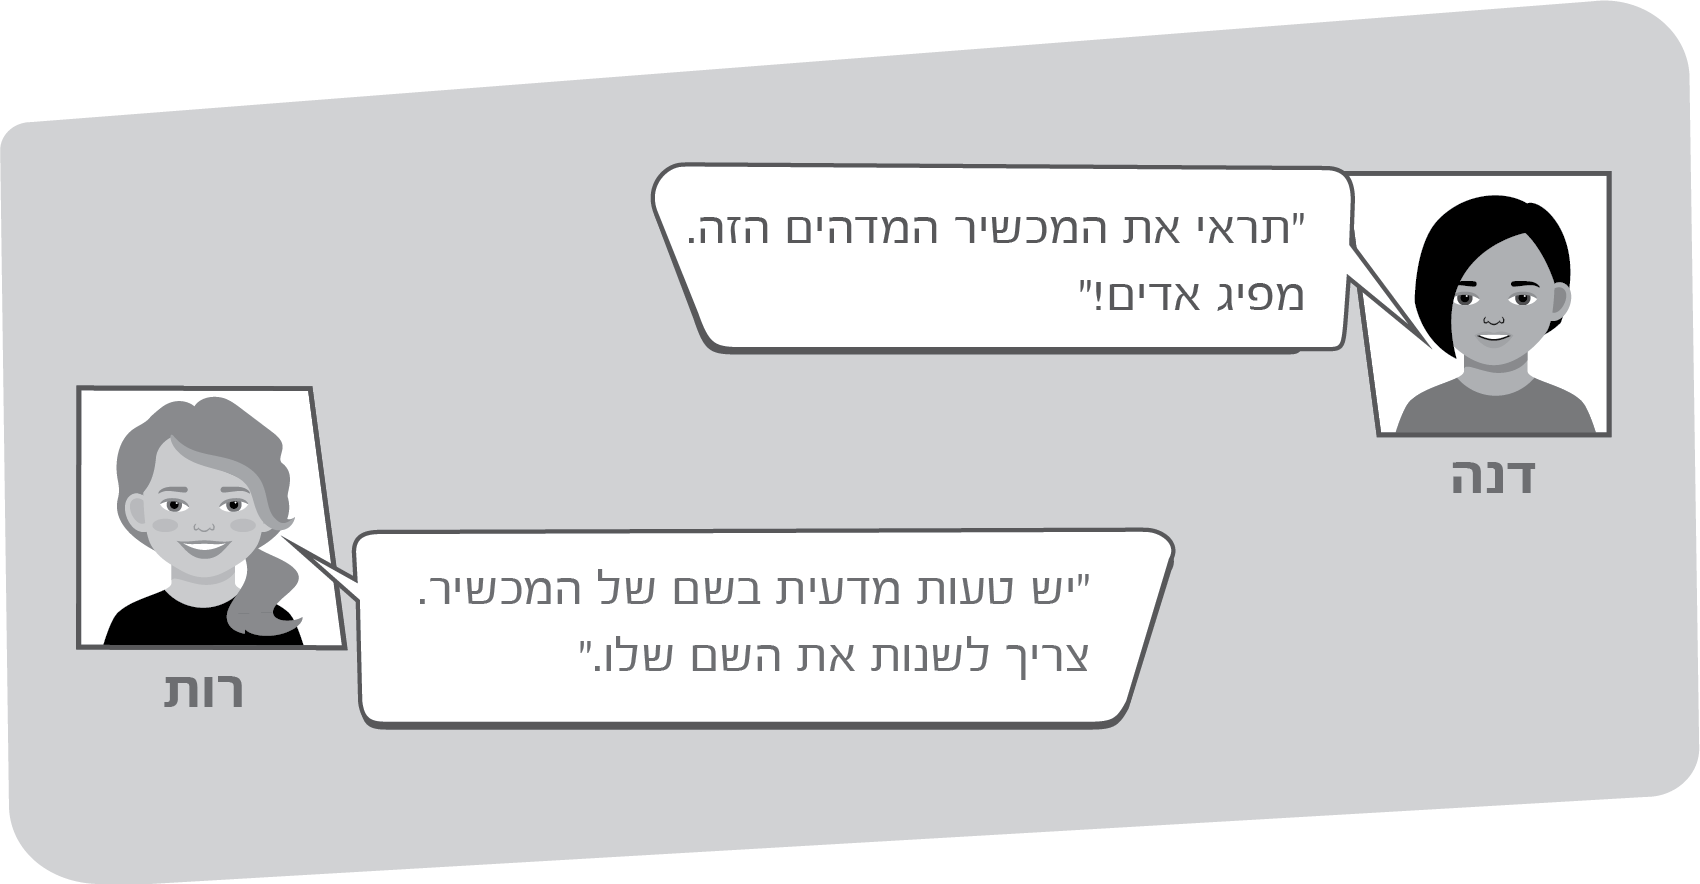 "תראי את המכשיר המדהים הזה.
מפיג אדים!"
דנה
"יש טעות מדעית בשם של המכשיר.
צריך לשנות את השם שלו."
רות